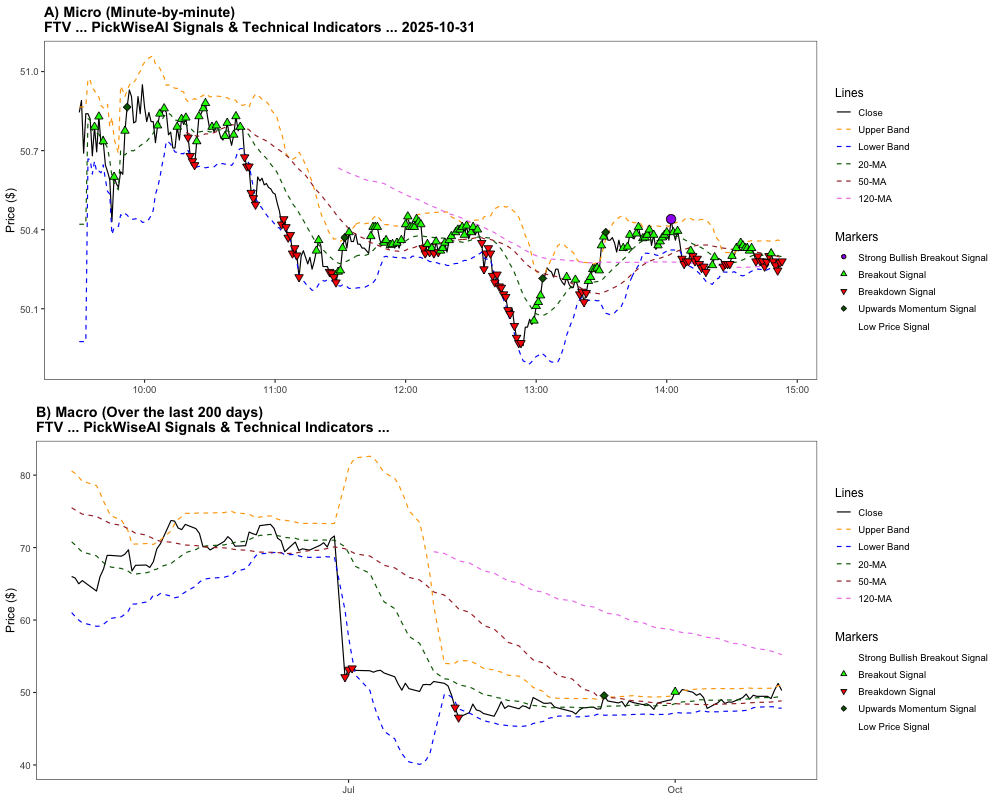 A) Micro (Minute-by-minute)
FTV ... PickWiseAI Signals & Technical Indicators ... 2025-10-31
51.0
50.7
50.4
50.1
Price ($)
10:00
11:00
12:00
13:00
14:00
15:00
Lines
Close
Upper Band
Lower Band
20-MA
50-MA
120-MA
Markers
Strong Bullish Breakout Signal
Breakout Signal
Breakdown Signal
Upwards Momentum Signal
Low Price Signal
B) Macro (Over the last 200 days)
FTV ... PickWiseAI Signals & Technical Indicators ...
80
70
60
50
40
Price ($)
Jul
Oct
Lines
Close
Upper Band
Lower Band
20-MA
50-MA
120-MA
Markers
Strong Bullish Breakout Signal
Breakout Signal
Breakdown Signal
Upwards Momentum Signal
Low Price Signal